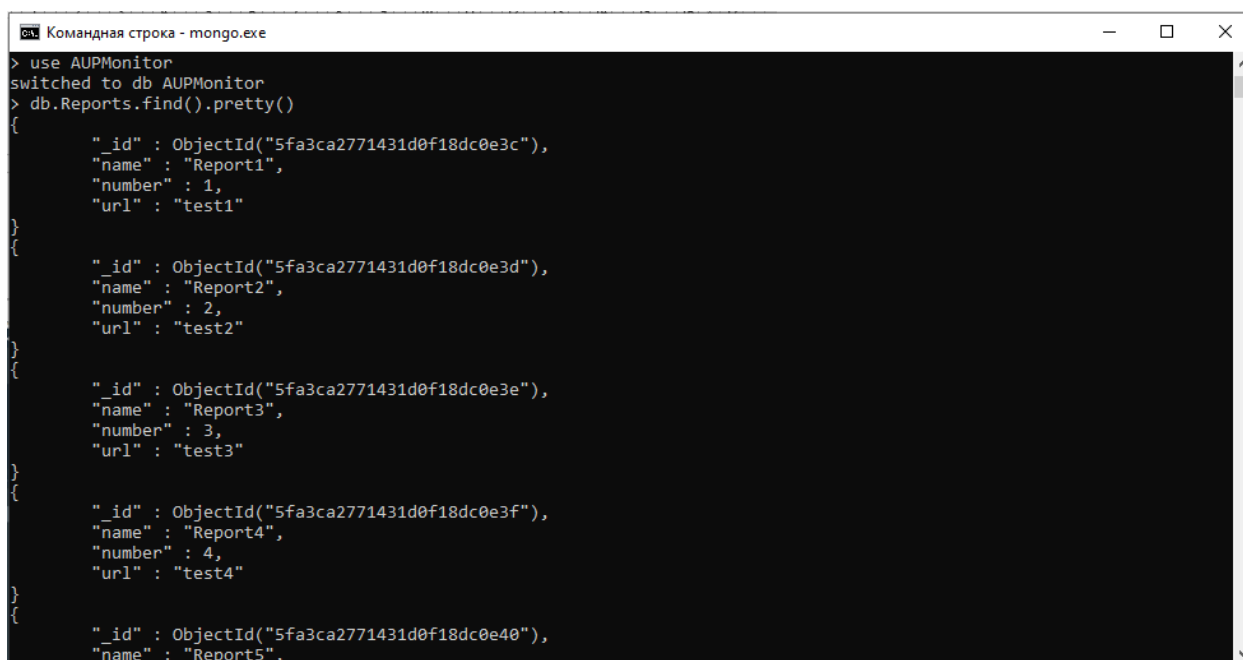 Командная строка - mongo.exe
> use AUPMonitor
switched to db AUPMonitor
> db.Reports.find().pretty()
{
        "_id" : ObjectId("5fa3ca2771431d0f18dc0e3c"),
        "name" : "Report1",
        "number" : 1,
        "url" : "test1"
}
{
        "_id" : ObjectId("5fa3ca2771431d0f18dc0e3d"),
        "name" : "Report2",
        "number" : 2,
        "url" : "test2"
}
{
        "_id" : ObjectId("5fa3ca2771431d0f18dc0e3e"),
        "name" : "Report3",
        "number" : 3,
        "url" : "test3"
}
{
        "_id" : ObjectId("5fa3ca2771431d0f18dc0e3f"),
        "name" : "Report4",
        "number" : 4,
        "url" : "test4"
}
{
        "_id" : ObjectId("5fa3ca2771431d0f18dc0e40"),
        "name" : "Report5",